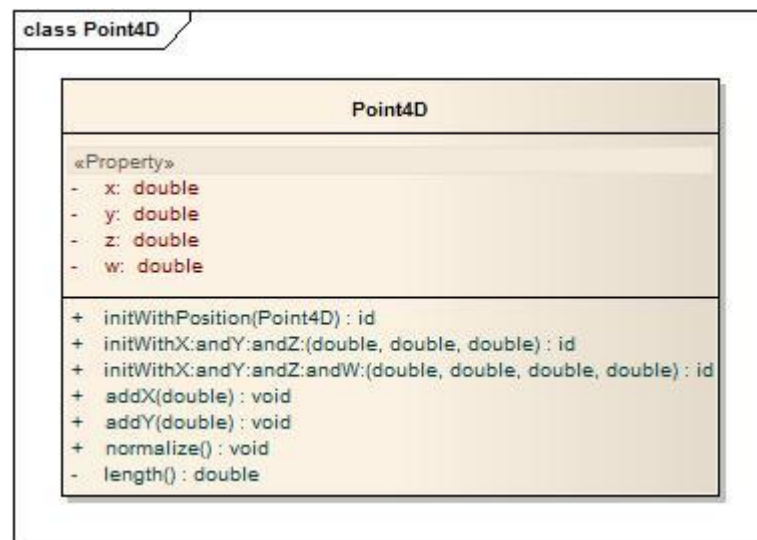 class Point4D
Point4D
«Property»
- x: double
- y: double
- z: double
- w: double
+ initWithPosition(Point4D) : id
+ initWithX:andY:andZ:(double, double, double) : id
+ initWithX:andY:andZ:andW:(double, double, double, double) : id
+ addX(double) : void
+ addY(double) : void
+ normalize() : void
- length() : double